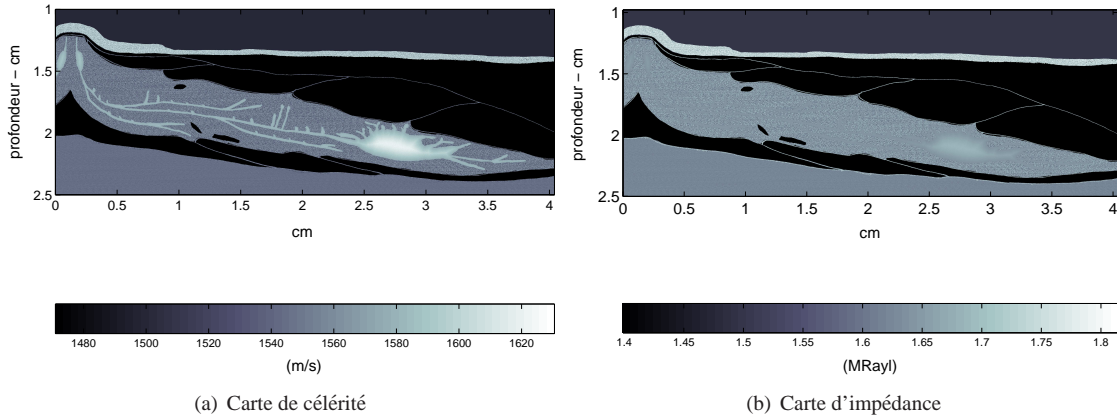 1
1.5
2
2.5
profondeur – cm
0 0.5 1 1.5 2 2.5 3 3.5 4
cm
1480 1500 1520 1540 1560 1580 1600 1620
(m/s)
(a) Carte de célérité
1
1.5
2
2.5
profondeur – cm
0 0.5 1 1.5 2 2.5 3 3.5 4
cm
1.4 1.45 1.5 1.55 1.6 1.65 1.7 1.75 1.8
(MRayl)
(b) Carte d'impédance